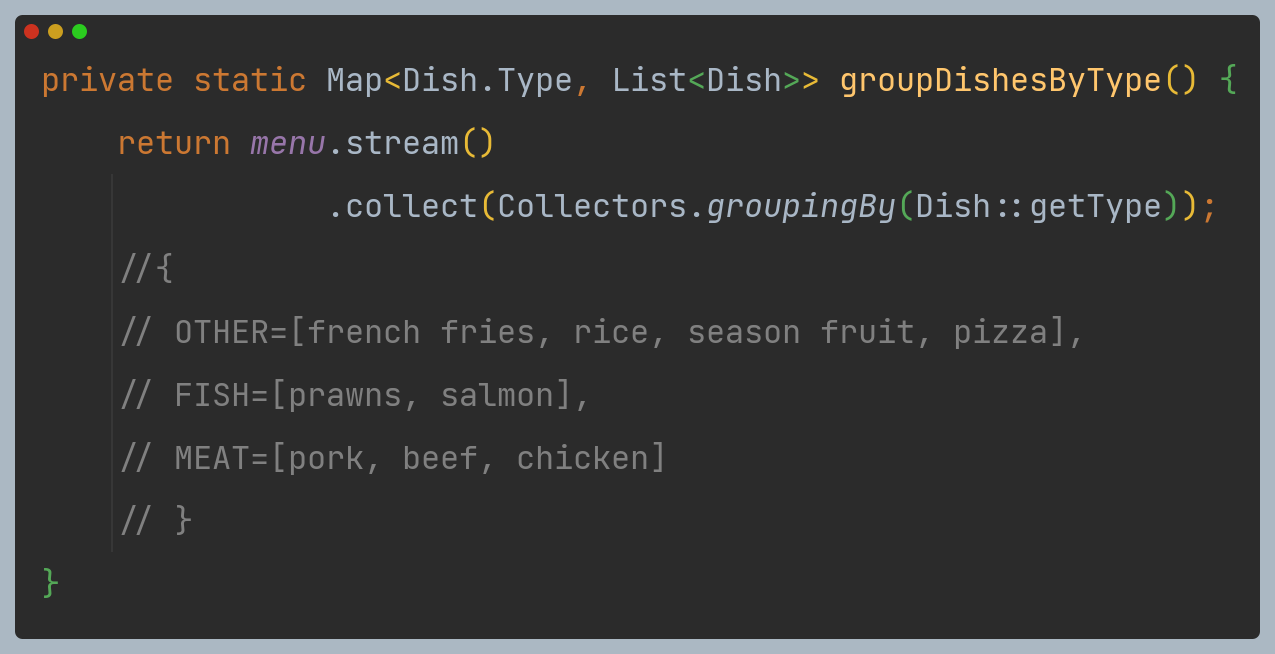 private static Map<Dish.Type, List<Dish>> groupDishesByType() {
return menu.stream()
.collect(Collectors.groupingBy(Dish::getType));
//{
// OTHER=[french fries, rice, season fruit, pizza],
// FISH=[prawns, salmon],
// MEAT=[pork, beef, chicken]
// }
}